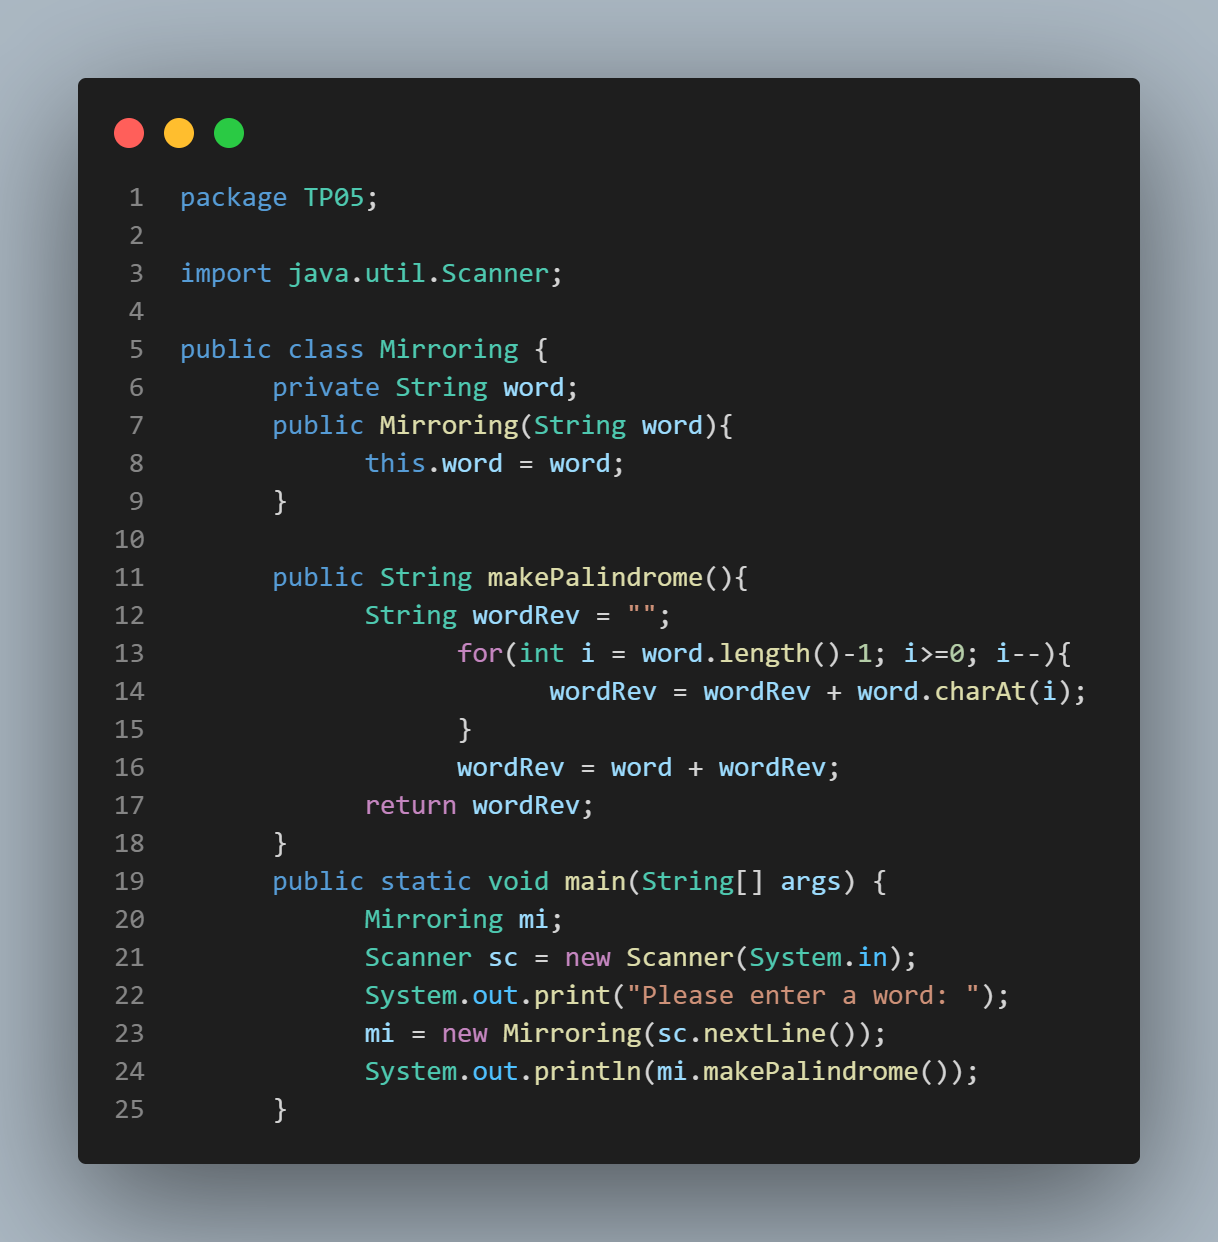 1 package TP05;
2
3 import java.util.Scanner;
4
5 public class Mirroring {
6       private String word;
7       public Mirroring(String word){
8             this.word = word;
9       }
10
11       public String makePalindrome(){
12             String wordRev = "";
13                   for(int i = word.length()-1; i>=0; i--){
14                         wordRev = wordRev + word.charAt(i);
15                   }
16                   wordRev = word + wordRev;
17             return wordRev;
18       }
19       public static void main(String[] args) {
20             Mirroring mi;
21             Scanner sc = new Scanner(System.in);
22             System.out.print("Please enter a word: ");
23             mi = new Mirroring(sc.nextLine());
24             System.out.println(mi.makePalindrome());
25       }